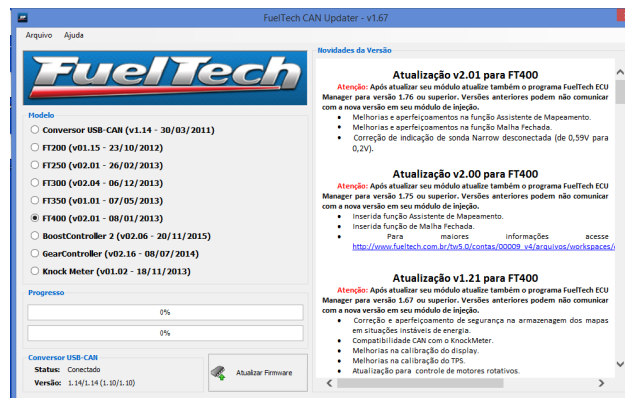 FuelTech CAN Updater - v1.67
Arquivo Ajuda
FuelTech
Modelo
Conversor USB-CAN (v1.14 - 30/03/2011)
FT200 (v01.15 - 23/10/2012)
FT250 (v02.01 - 26/02/2013)
FT300 (v02.04 - 06/12/2013)
FT350 (v01.01 - 07/05/2013)
FT400 (v02.01 - 08/01/2013)
BoostController 2 (v02.06 - 20/11/2015)
GearController (v02.16 - 08/07/2014)
Knock Meter (v01.02 - 18/11/2013)
Progresso
0%
0%
Conversor USB-CAN
Status: Conectado
Versão: 1.14/1.14 (1.10/1.10)
Atualizar Firmware
Novidades da Versão
Atualização v2.01 para FT400
Atenção: Após atualizar seu módulo atualize também o programa FuelTech ECU
Manager para versão 1.76 ou superior. Versões anteriores podem não comunicar
com a nova versão em seu módulo de injeção.
• Melhorias e aperfeiçoamentos na função Assistente de Mapeamento.
• Melhorias e aperfeiçoamentos na função Malha Fechada.
• Correção de indicação de sonda Narrow desconectada (de 0,59V para
0,2V).
Atualização v2.00 para FT400
Atenção: Após atualizar seu módulo atualize também o programa FuelTech ECU
Manager para versão 1.75 ou superior. Versões anteriores podem não comunicar
com a nova versão em seu módulo de injeção.
• Inserida função Assistente de Mapeamento.
• Inserida função de Malha Fechada.
• Para maiores informações acesse
http://www.fueltech.com.br/tw5.0/contas/00009_v4/arquivos/workspaces/
Atualização v1.21 para FT400
Atenção: Após atualizar seu módulo atualize também o programa FuelTech ECU
Manager para versão 1.67 ou superior. Versões anteriores podem não comunicar
com a nova versão em seu módulo de injeção.
• Correção e aperfeiçoamento de segurança na armazenagem dos mapas
em situações instáveis de energia.
• Compatibilidade CAN com o KnockMeter.
• Melhorias na calibração do display.
• Melhorias na calibração do TPS.
• Atualização para controle de motores rotativos.